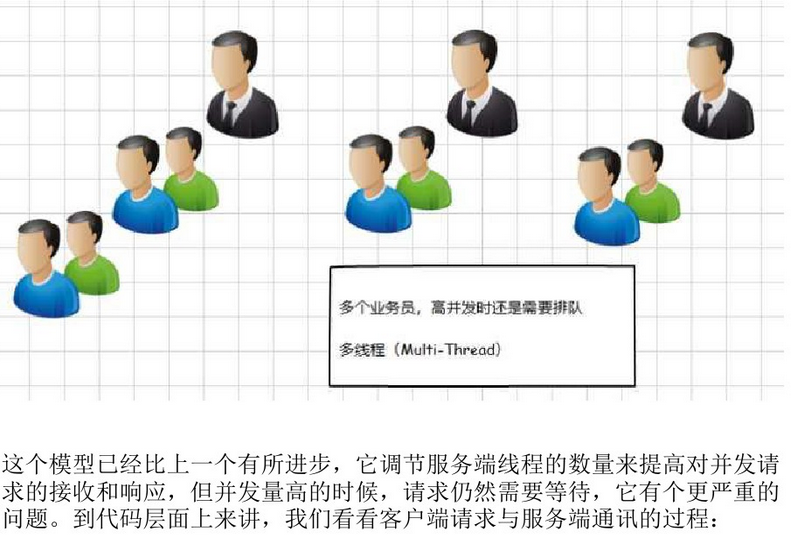 多个业务员，高并发时还是需要排队
多线程（Multi-Thread）
这个模型已经比上一个有所进步，它调节服务端线程的数量来提高对并发请
求的接收和响应，但并发量高的时候，请求仍然需要等待，它有个更严重的
问题。到代码层面上来讲，我们看看客户端请求与服务端通讯的过程：